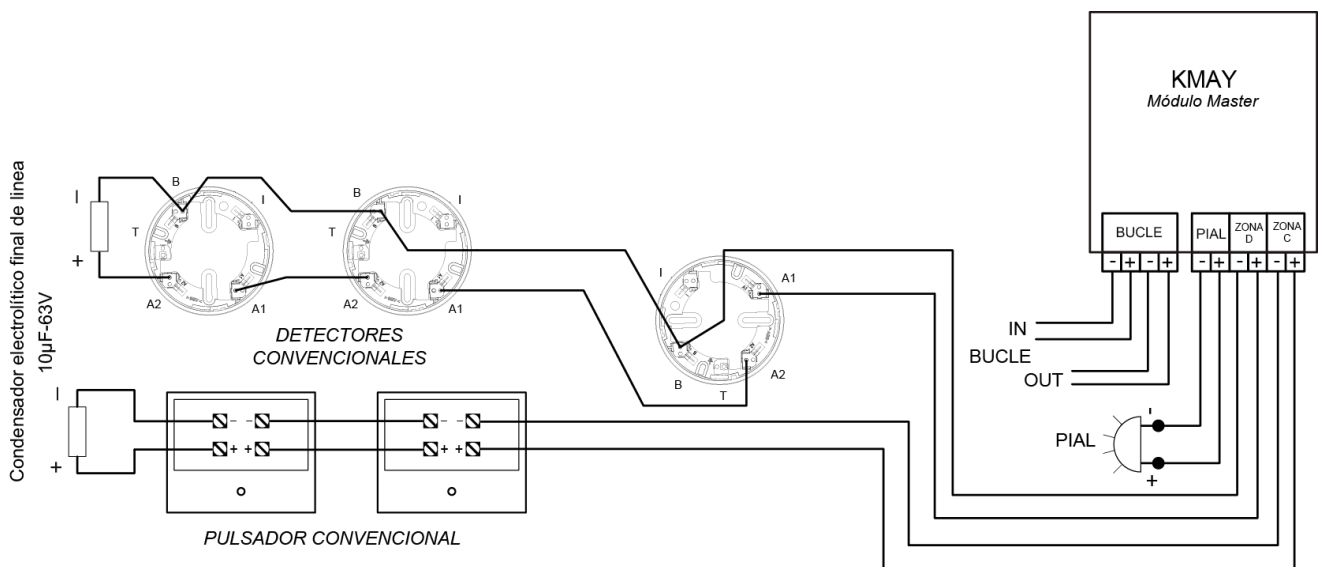 KMAY
Módulo Master
BUCLE
PIAL
ZONA
D
ZONA
C
- + - + - + - + - +
IN
BUCLE
OUT
PIAL
-
+
Condensador electrolítico final de linea
10µF-63V
-
+
B
I
T
A2
A1
B
I
T
A2
A1
I
A1
B
T
A2
DETECTORES
CONVENCIONALES
-
+
- -
+ +
- -
+ +
PULSADOR CONVENCIONAL